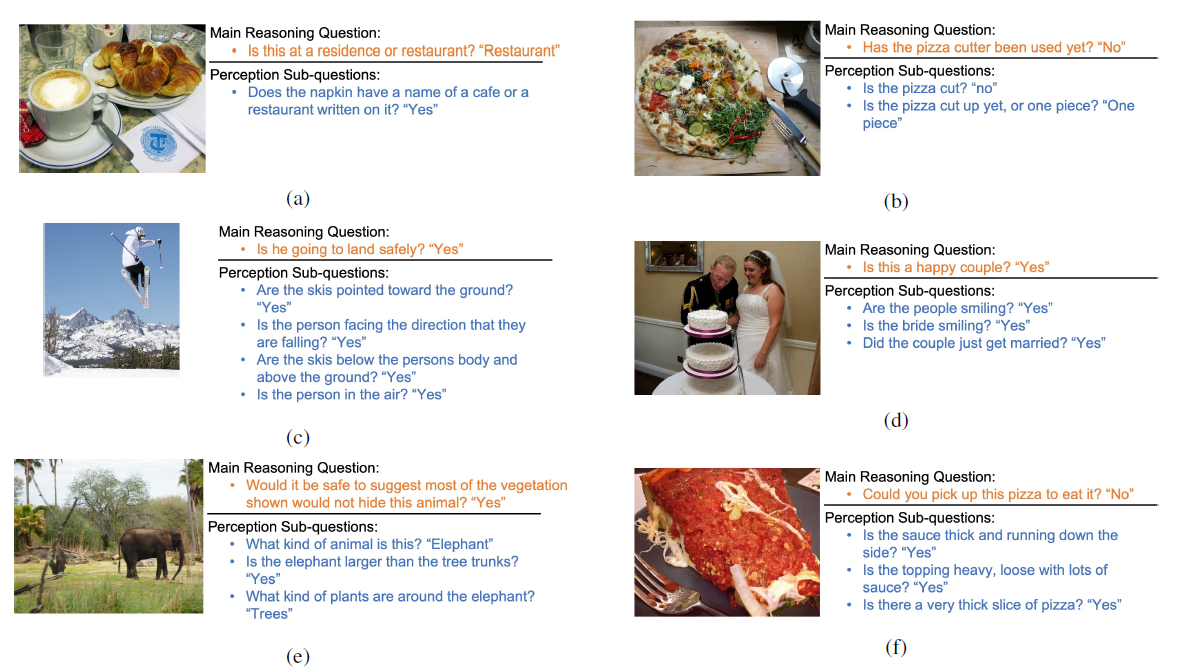 Main Reasoning Question:
• Is this at a residence or restaurant? “Restaurant”
Perception Sub-questions:
• Does the napkin have a name of a cafe or a
restaurant written on it? “Yes”
(a)
Main Reasoning Question:
• Has the pizza cutter been used yet? “No”
Perception Sub-questions:
• Is the pizza cut? “no”
• Is the pizza cut up yet, or one piece? “One
piece”
(b)
Main Reasoning Question:
• Is he going to land safely? “Yes”
Perception Sub-questions:
• Are the skis pointed toward the ground?
“Yes”
• Is the person facing the direction that they
are falling? “Yes”
• Are the skis below the persons body and
above the ground? “Yes”
• Is the person in the air? “Yes”
(c)
Main Reasoning Question:
• Is this a happy couple? “Yes”
Perception Sub-questions:
• Are the people smiling? “Yes”
• Is the bride smiling? “Yes”
• Did the couple just get married? “Yes”
(d)
Main Reasoning Question:
• Would it be safe to suggest most of the vegetation
shown would not hide this animal? “Yes”
Perception Sub-questions:
• What kind of animal is this? “Elephant”
• Is the elephant larger than the tree trunks?
“Yes”
• What kind of plants are around the elephant?
“Trees”
(e)
Main Reasoning Question:
• Could you pick up this pizza to eat it? “No”
Perception Sub-questions:
• Is the sauce thick and running down the
side? “Yes”
• Is the topping heavy, loose with lots of
sauce? “Yes”
• Is there a very thick slice of pizza? “Yes”
(f)